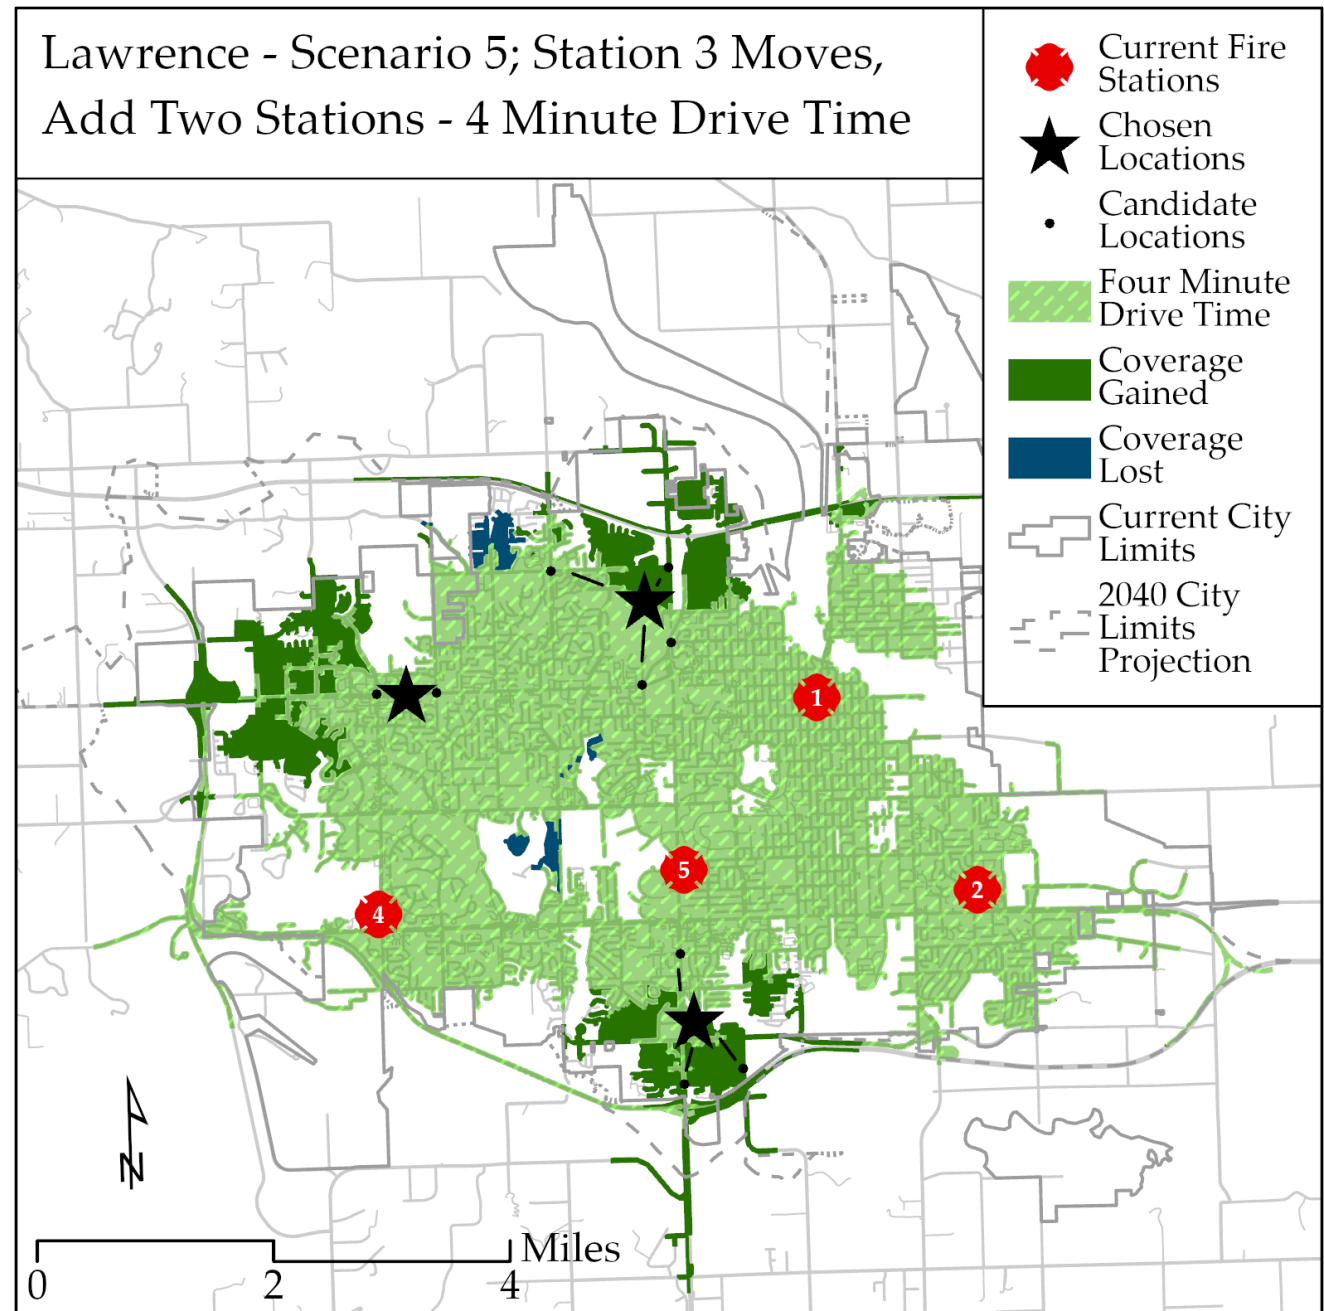 Lawrence - Scenario 5; Station 3 Moves,
Add Two Stations - 4 Minute Drive Time
Current Fire
Stations
Chosen
Locations
Candidate
Locations
Four Minute
Drive Time
Coverage
Gained
Coverage
Lost
Current City
Limits
2040 City
Limits
Projection
1
5
2
4
N
Miles
0 2 4